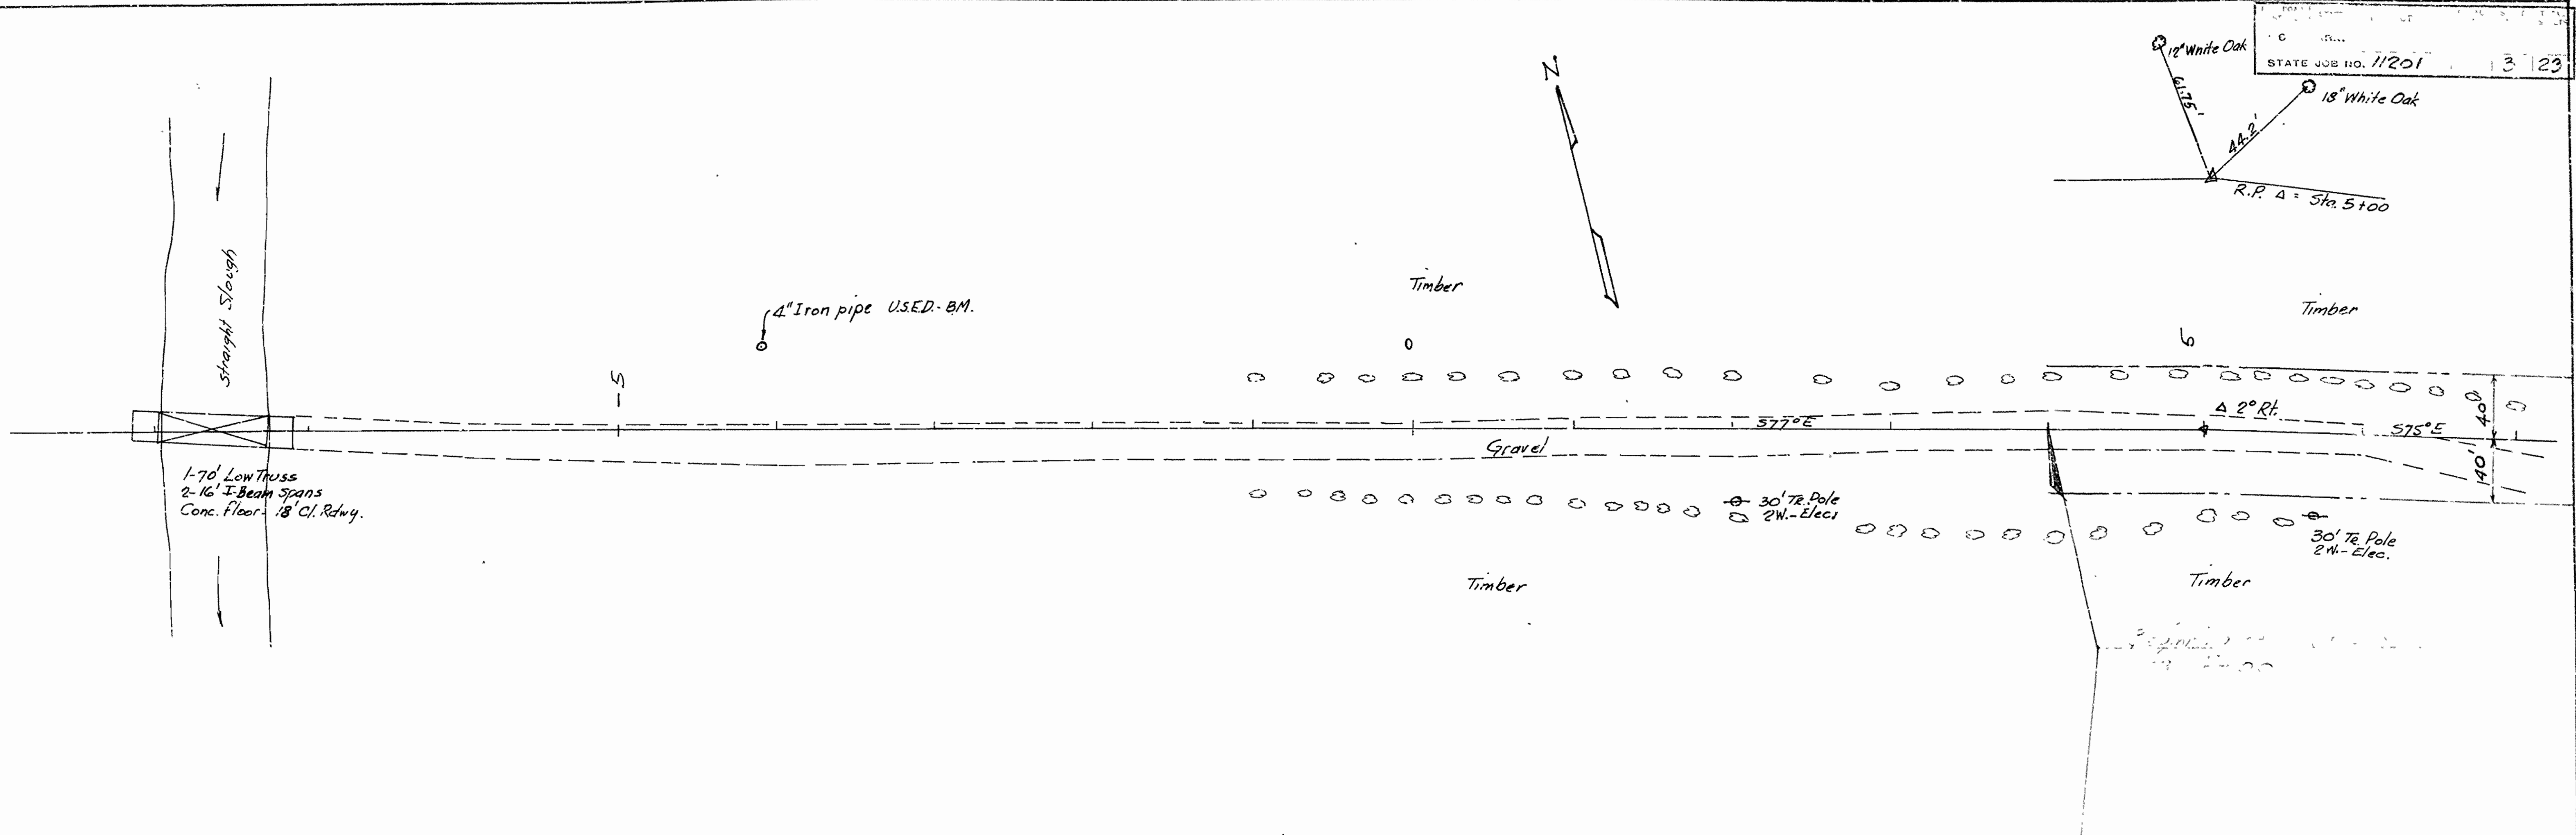 STATE JOB NO. 11201 3 23
12" White Oak
61.75'
18" White Oak
44.2'
R.P. Δ = Sta. 5+00
N
Straight Slough
4" Iron pipe U.S.E.D.- B.M.
Timber
Timber
-5
0
5
Δ 2° Rt.
S77°E
S75°E
40'
40'
Gravel
1-70' Low Truss
2-16' I-Beam Spans
Conc. Floor- 18' Cl. Rdwy.
30' Te. Pole
2W.-Elec.
30' Te. Pole
2W.-Elec.
Timber
Timber